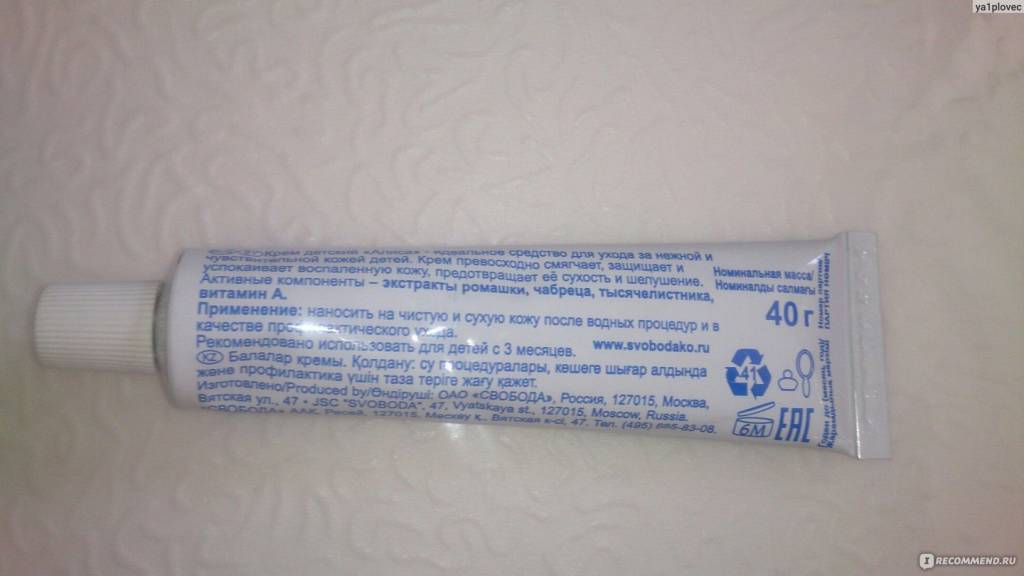 ya1plovec
Крем детский «Алиса» - идеальное средство для ухода за нежной и
чувствительной кожей детей. Крем превосходно смягчает, защищает и
успокаивает воспаленную кожу, предотвращает её сухость и шелушение.
Активные компоненты – экстракты ромашки, чабреца, тысячелистника,
витамин А.
Применение: наносить на чистую и сухую кожу после водных процедур и в
качестве профилактического ухода.
Рекомендовано использовать для детей с 3 месяцев.
www.svobodako.ru
KZ Балалар кремы. Қолдану: су процедуралары, көшеге шығар алдында
және профилактика үшін таза теріге жағу қажет.
Изготовлено/Produced by/Өндіруші: ОАО «СВОБОДА», Россия, 127015, Москва,
Вятская ул., 47 • JSC "SVOBODA", 47, Vyatskaya st., 127015, Moscow, Russia.
«СВОБОДА» ААҚ, Ресей, 127015, Мәскеу қ., Вятская к-сі, 47. Тел. (495) 685-83-08.
Номинальная масса/
Номиналды салмағы
40 г
41
6М
EAC
Номер партии/
I RECOMMEND.RU